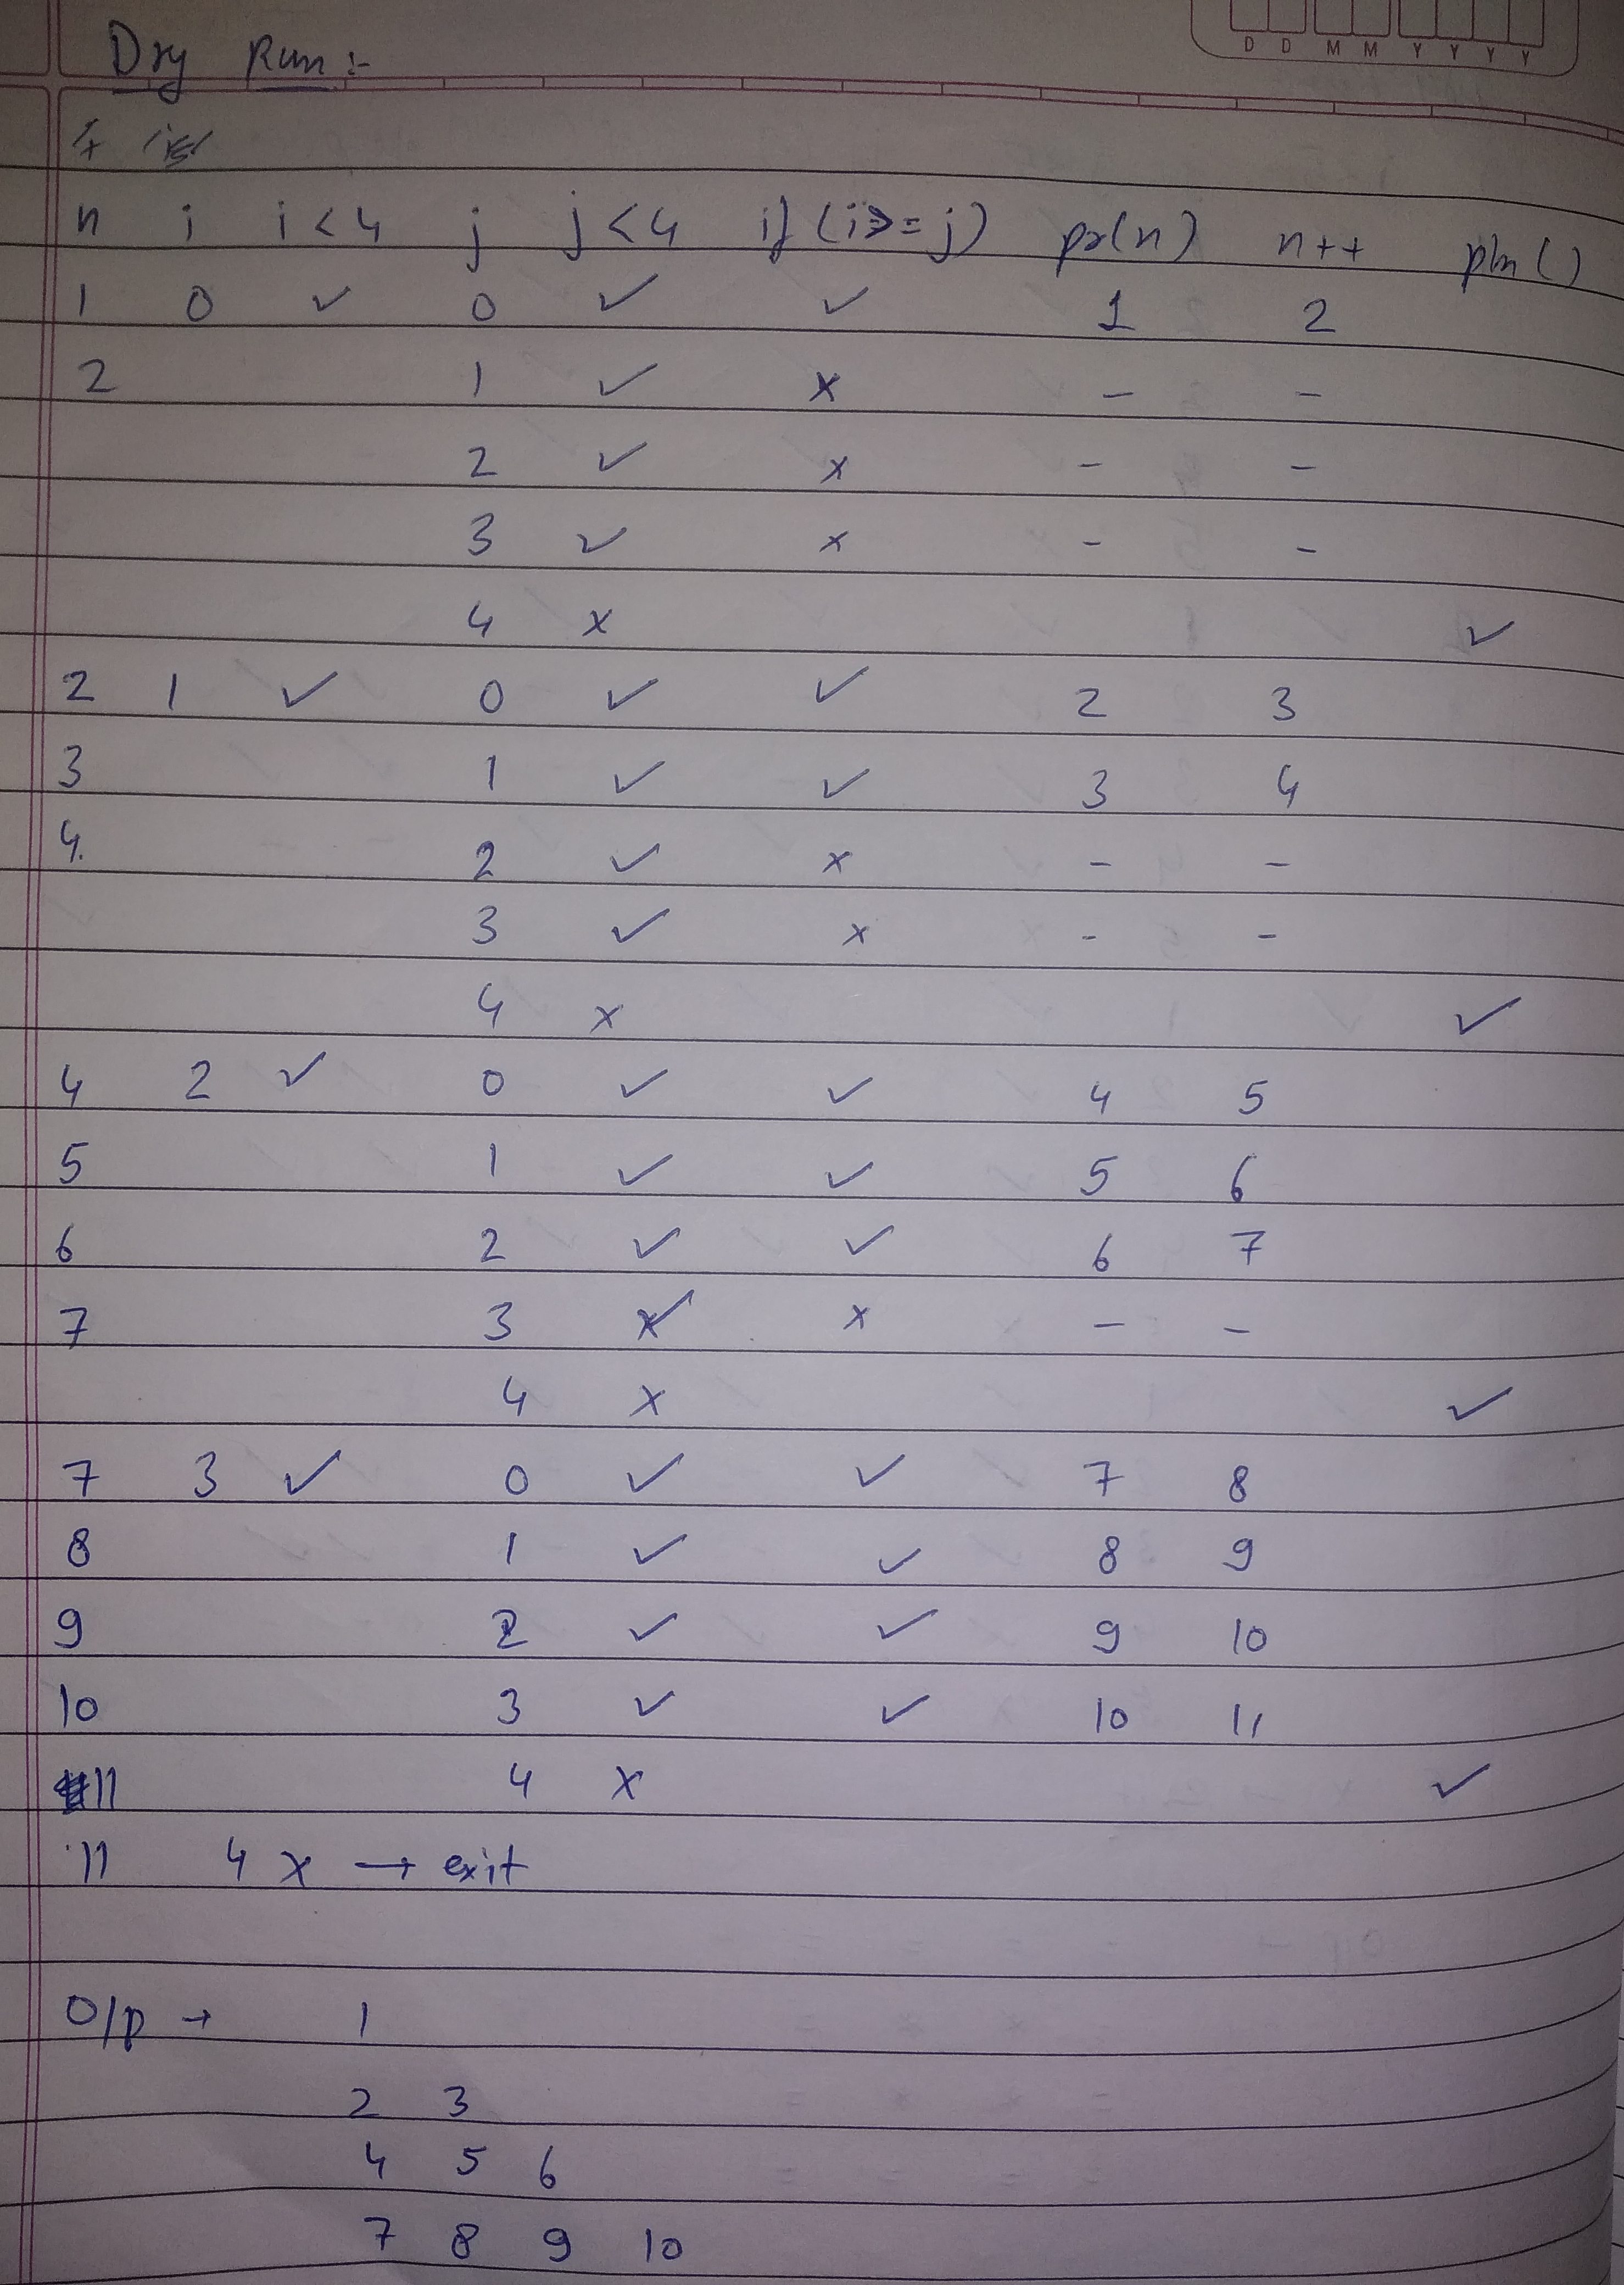 D D M M Y Y Y Y
Dry Run :-
n i i < 4 j j < 4 if (i >= j) pr(n) n++ pln ()
1 0 ✓ 0 ✓ ✓ 1 2
2 1 ✓ x - -
2 ✓ x - -
3 ✓ x - -
4 x ✓
2 1 ✓ 0 ✓ ✓ 2 3
3 1 ✓ ✓ 3 4
4. 2 ✓ x - -
3 ✓ x - -
4 x ✓
4 2 ✓ 0 ✓ ✓ 4 5
5 1 ✓ ✓ 5 6
6 2 ✓ ✓ 6 7
7 3 ✓ x - -
4 x ✓
7 3 ✓ 0 ✓ ✓ 7 8
8 1 ✓ ✓ 8 9
9 2 ✓ ✓ 9 10
10 3 ✓ ✓ 10 11
11 4 x ✓
11 4 x → exit
O/p → 1
2 3
4 5 6
7 8 9 10